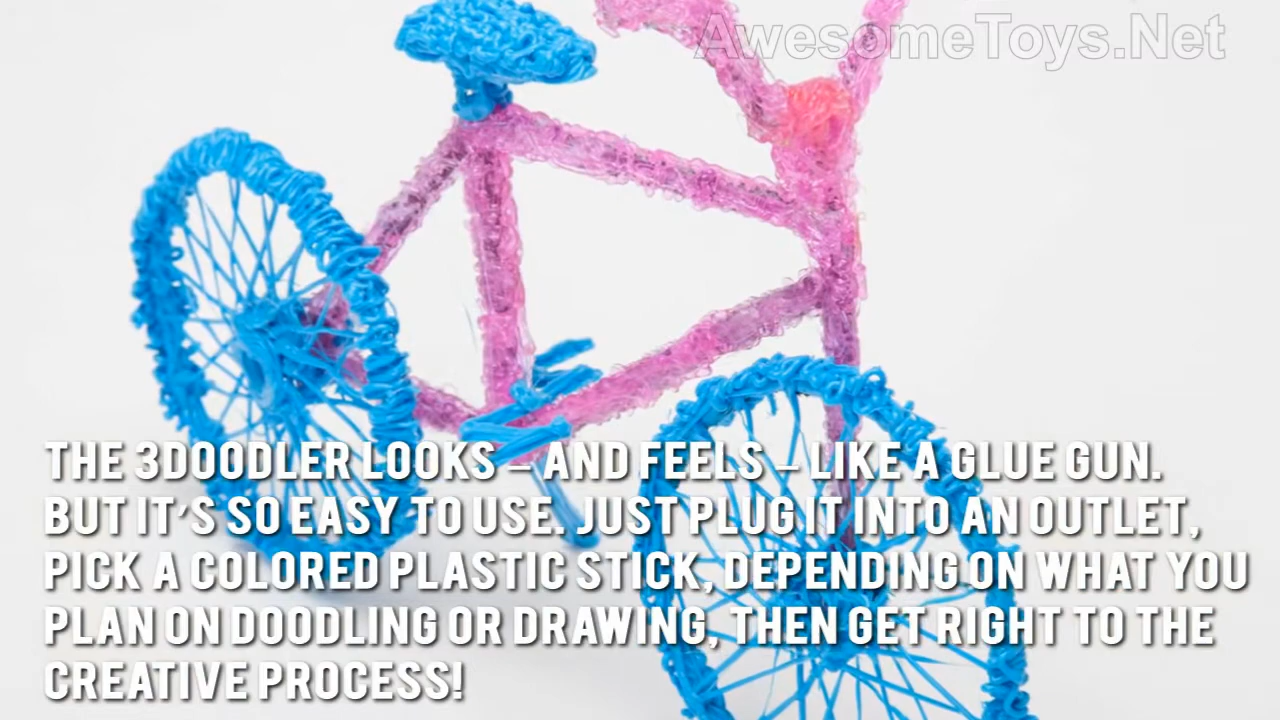 AwesomeToys.Net
THE 3DOODLER LOOKS – AND FEELS – LIKE A GLUE GUN.
BUT IT'S SO EASY TO USE. JUST PLUG IT INTO AN OUTLET,
PICK A COLORED PLASTIC STICK, DEPENDING ON WHAT YOU
PLAN ON DOODLING OR DRAWING, THEN GET RIGHT TO THE
CREATIVE PROCESS!